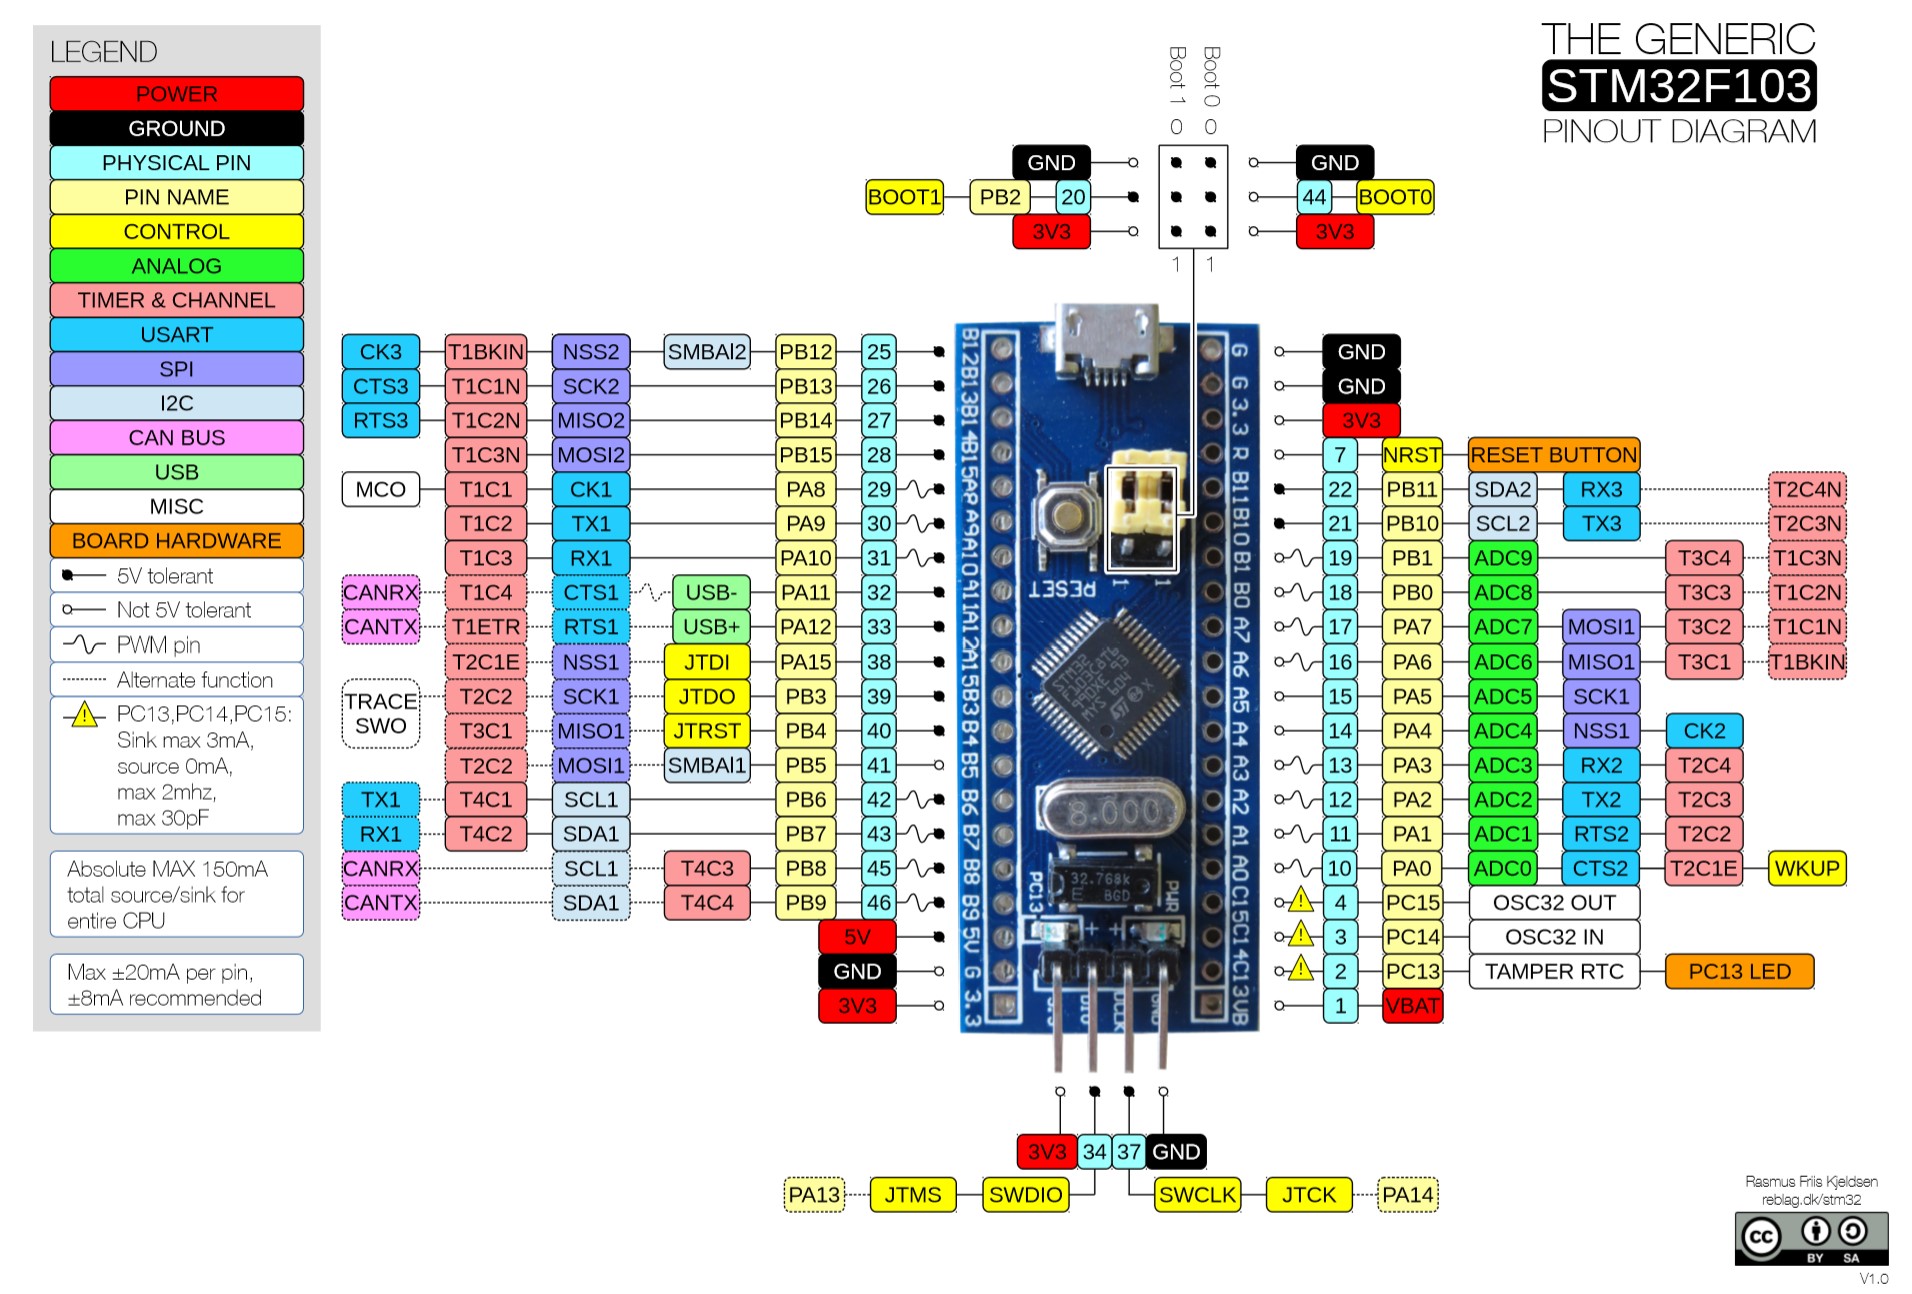 LEGEND
POWER
GROUND
PHYSICAL PIN
PIN NAME
CONTROL
ANALOG
TIMER & CHANNEL
USART
SPI
I2C
CAN BUS
USB
MISC
BOARD HARDWARE
5V tolerant
Not 5V tolerant
PWM pin
Alternate function
PC13,PC14,PC15:
Sink max 3mA,
source 0mA,
max 2mhz,
max 30pF
Absolute MAX 150mA
total source/sink for
entire CPU
Max ±20mA per pin,
±8mA recommended
THE GENERIC
STM32F103
PINOUT DIAGRAM
Boot 1 0
Boot 0 0
GND GND
BOOT1 PB2 20 44 BOOT0
3V3 3V3
1 1
CK3 T1BKIN NSS2 SMBAl2 PB12 25
CTS3 T1C1N SCK2 PB13 26
RTS3 T1C2N MISO2 PB14 27
T1C3N MOSI2 PB15 28
MCO T1C1 CK1 PA8 29
T1C2 TX1 PA9 30
T1C3 RX1 PA10 31
CANRX T1C4 CTS1 USB- PA11 32
CANTX T1ETR RTS1 USB+ PA12 33
T2C1E NSS1 JTDI PA15 38
TRACE
SWO
T2C2 SCK1 JTDO PB3 39
T3C1 MISO1 JTRST PB4 40
T2C2 MOSI1 SMBAl1 PB5 41
TX1 T4C1 SCL1 PB6 42
RX1 T4C2 SDA1 PB7 43
CANRX SCL1 T4C3 PB8 45
CANTX SDA1 T4C4 PB9 46
5V
GND
3V3
B12 B13 B14 B15 A8 A9 A10 A11 A12 A15 B3 B4 B5 B6 B7 B8 B9 5V G 3.3
RESET
1 1
STM32
8.000
32.768k
E BGD
PC13
PWR
+ +
G G 3.3 R B11 B10 B1 B0 A7 A6 A5 A4 A3 A2 A1 A0 C15 C14 C13 VB
GND
GND
3V3
7 NRST RESET BUTTON
22 PB11 SDA2 RX3 T2C4N
21 PB10 SCL2 TX3 T2C3N
19 PB1 ADC9 T3C4 T1C3N
18 PB0 ADC8 T3C3 T1C2N
17 PA7 ADC7 MOSI1 T3C2 T1C1N
16 PA6 ADC6 MISO1 T3C1 T1BKIN
15 PA5 ADC5 SCK1
14 PA4 ADC4 NSS1 CK2
13 PA3 ADC3 RX2 T2C4
12 PA2 ADC2 TX2 T2C3
11 PA1 ADC1 RTS2 T2C2
10 PA0 ADC0 CTS2 T2C1E WKUP
4 PC15 OSC32 OUT
3 PC14 OSC32 IN
2 PC13 TAMPER RTC PC13 LED
1 VBAT
3V3 34 37 GND
PA13 JTMS SWDIO SWCLK JTCK PA14
Rasmus Friis Kjeldsen
reblag.dk/stm32
cc
BY SA
V1.0